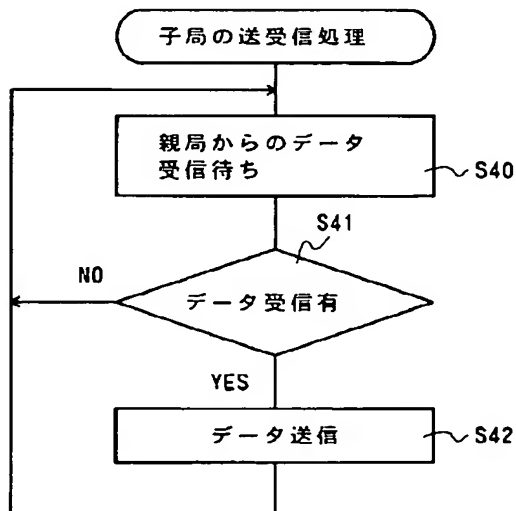 子局の送受信処理
親局からのデータ
受信待ち
S40
S41
NO
データ受信有
YES
データ送信
S42